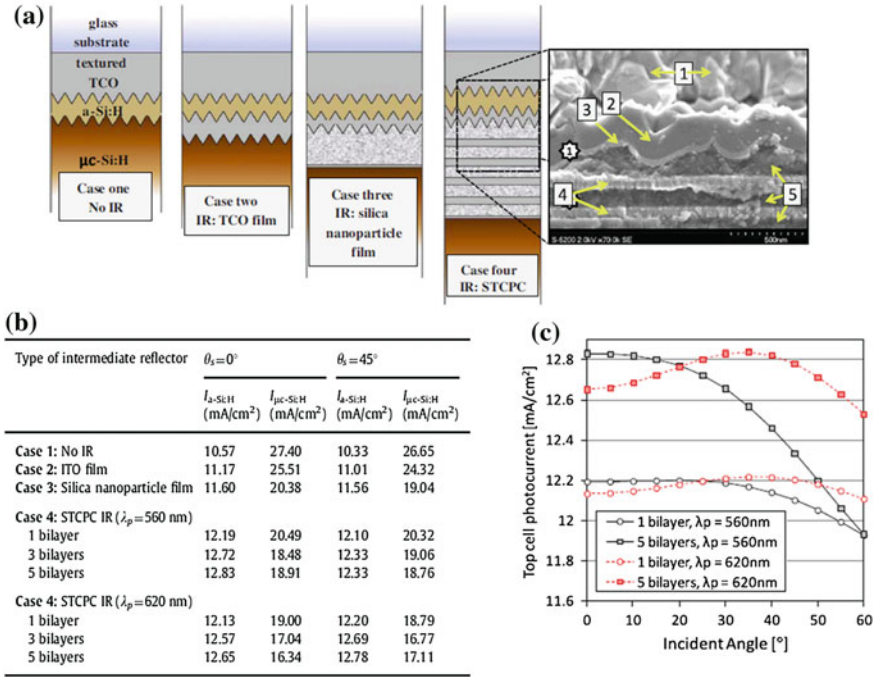 (a)
glass
substrate
textured
TCO
a-Si:H
µc-Si:H
Case one
No IR
Case two
IR: TCO film
Case three
IR: silica
nanoparticle
film
Case four
IR: STCPC
1
3
2
1
4
5
S-5200 2.0kV x70.0k SE
500nm
(b)
Type of intermediate reflector θs=0° θs=45°
Ia-Si:H Iµc-Si:H Ia-Si:H Iµc-Si:H
(mA/cm²) (mA/cm²) (mA/cm²) (mA/cm²)
Case 1: No IR 10.57 27.40 10.33 26.65
Case 2: ITO film 11.17 25.51 11.01 24.32
Case 3: Silica nanoparticle film 11.60 20.38 11.56 19.04
Case 4: STCPC IR (λp=560 nm)
1 bilayer 12.19 20.49 12.10 20.32
3 bilayers 12.72 18.48 12.33 19.06
5 bilayers 12.83 18.91 12.33 18.76
Case 4: STCPC IR (λp=620 nm)
1 bilayer 12.13 19.00 12.20 18.79
3 bilayers 12.57 17.04 12.69 16.77
5 bilayers 12.65 16.34 12.78 17.11
(c)
Top cell photocurrent [mA/cm²]
13
12.8
12.6
12.4
12.2
12
11.8
11.6
1 bilayer, λp = 560nm
5 bilayers, λp = 560nm
1 bilayer, λp = 620nm
5 bilayers, λp = 620nm
0 10 20 30 40 50 60
Incident Angle [°]